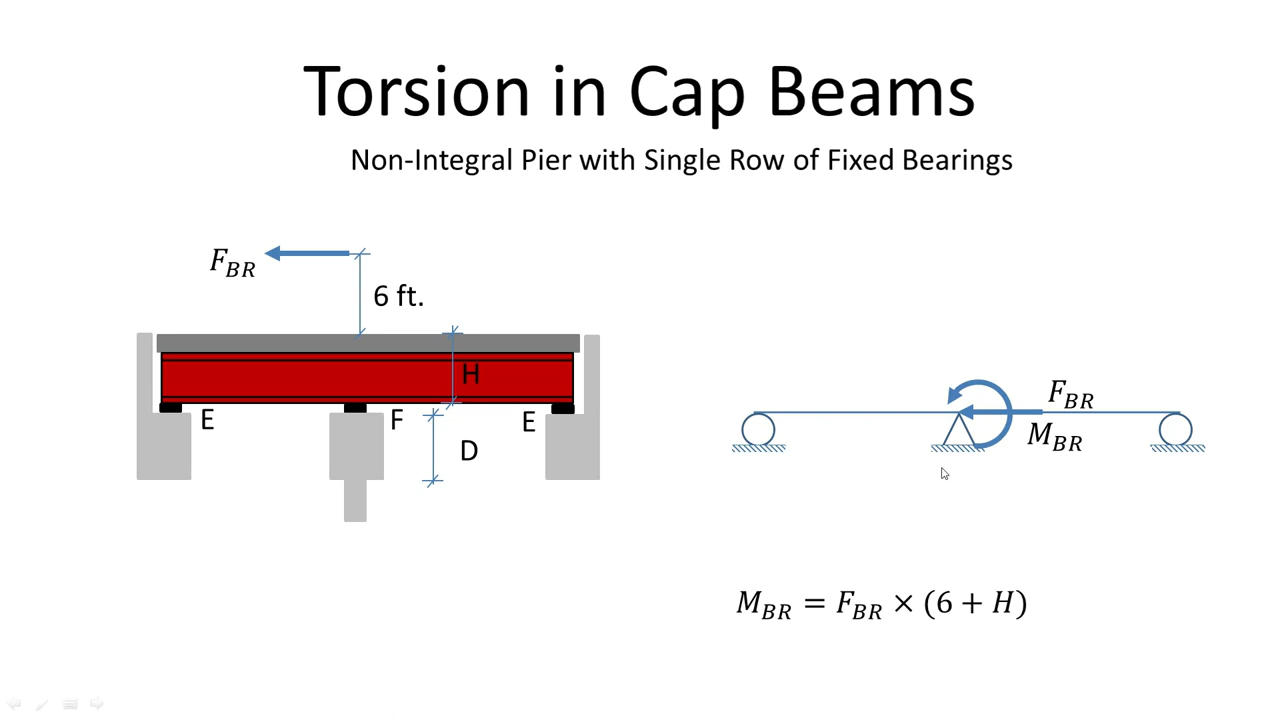 Torsion in Cap Beams
Non-Integral Pier with Single Row of Fixed Bearings
F_BR
6 ft.
H
E
F
E
D
F_BR
M_BR
M_BR = F_BR × (6 + H)